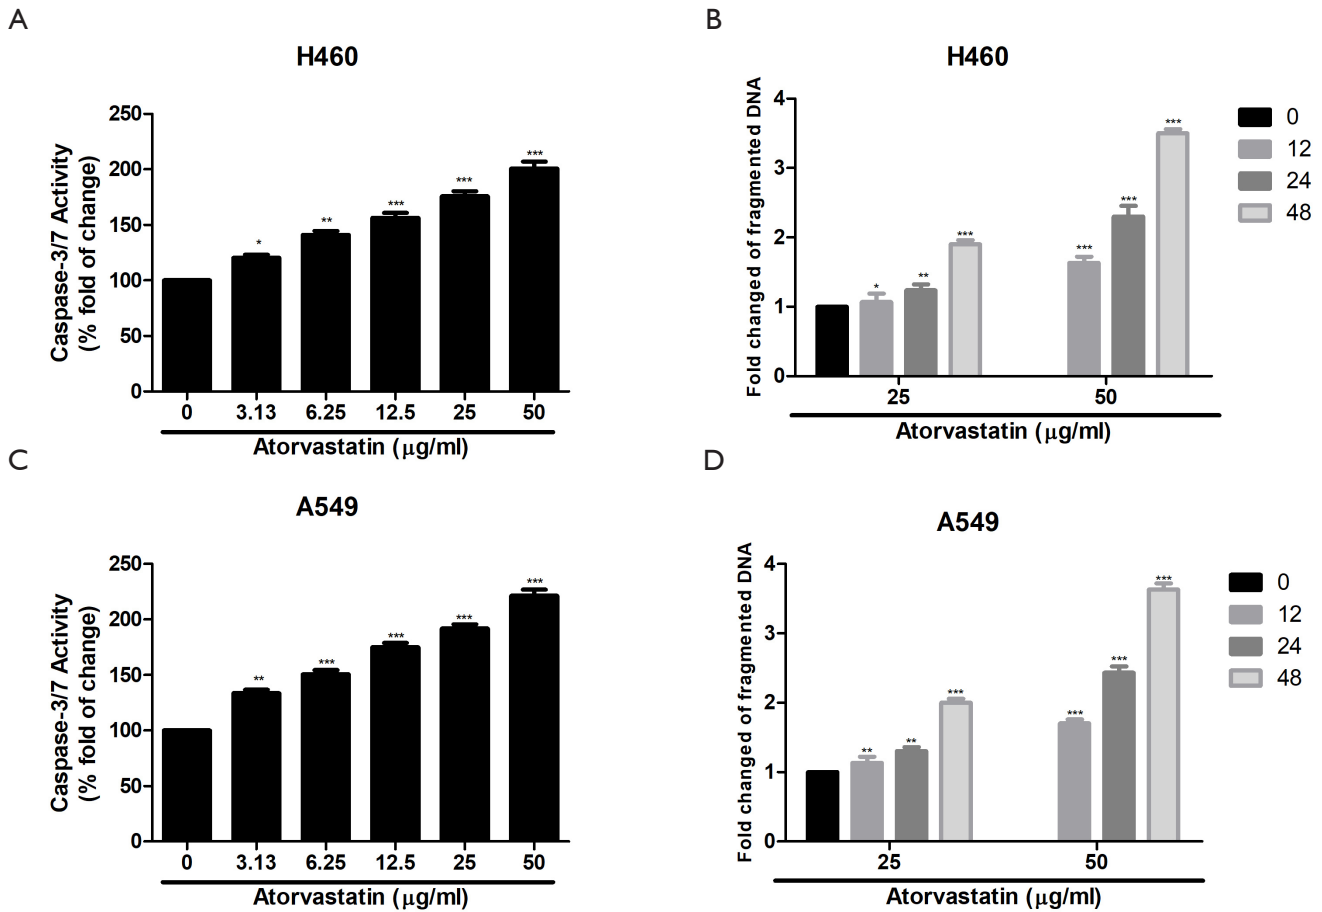 A
H460
Caspase-3/7 Activity
(% fold of change)
250
200
150
100
50
0
*
**
***
***
***
0 3.13 6.25 12.5 25 50
Atorvastatin (μg/ml)
B
H460
Fold changed of fragmented DNA
4
3
2
1
0
*
**
***
***
***
***
25 50
Atorvastatin (μg/ml)
0
12
24
48
C
A549
Caspase-3/7 Activity
(% fold of change)
250
200
150
100
50
0
**
***
***
***
***
0 3.13 6.25 12.5 25 50
Atorvastatin (μg/ml)
D
A549
Fold changed of fragmented DNA
4
3
2
1
0
**
**
***
***
***
***
25 50
Atorvastatin (μg/ml)
0
12
24
48